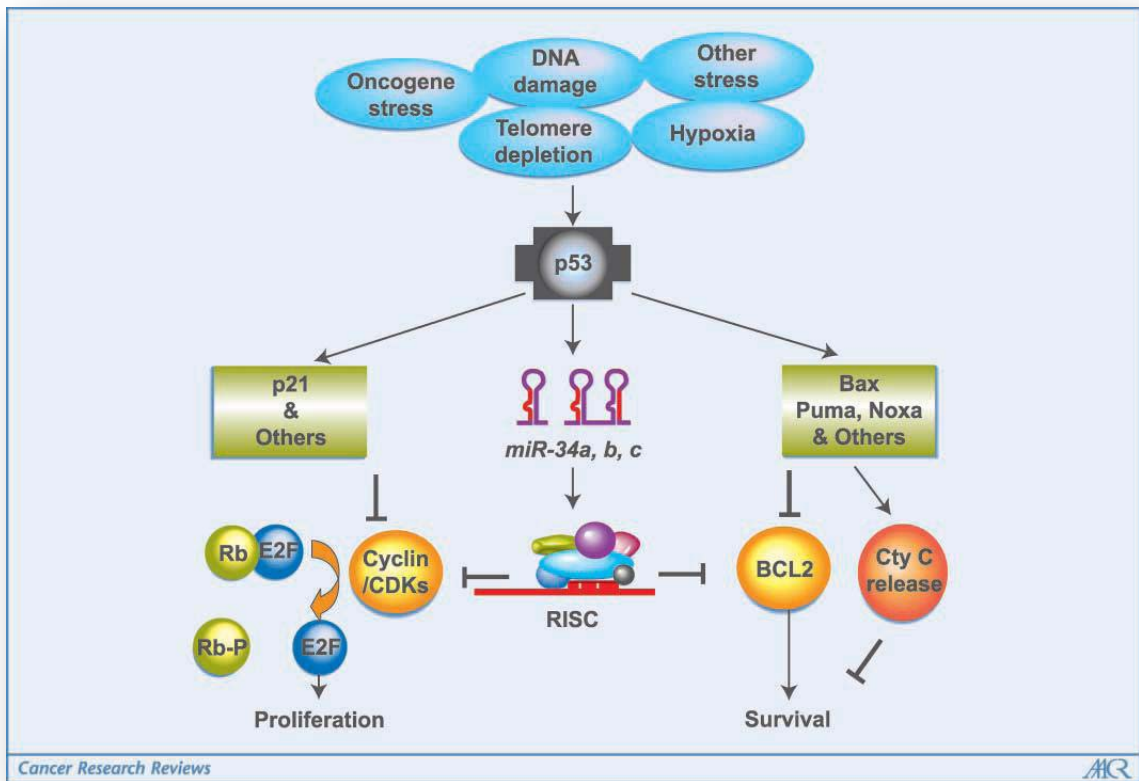 Oncogene
stress
DNA
damage
Other
stress
Telomere
depletion
Hypoxia
p53
p21
&
Others
miR-34a, b, c
Bax
Puma, Noxa
& Others
Rb
E2F
Cyclin
/CDKs
RISC
BCL2
Cty C
release
Rb-P
E2F
Proliferation
Survival
Cancer Research Reviews
AACR